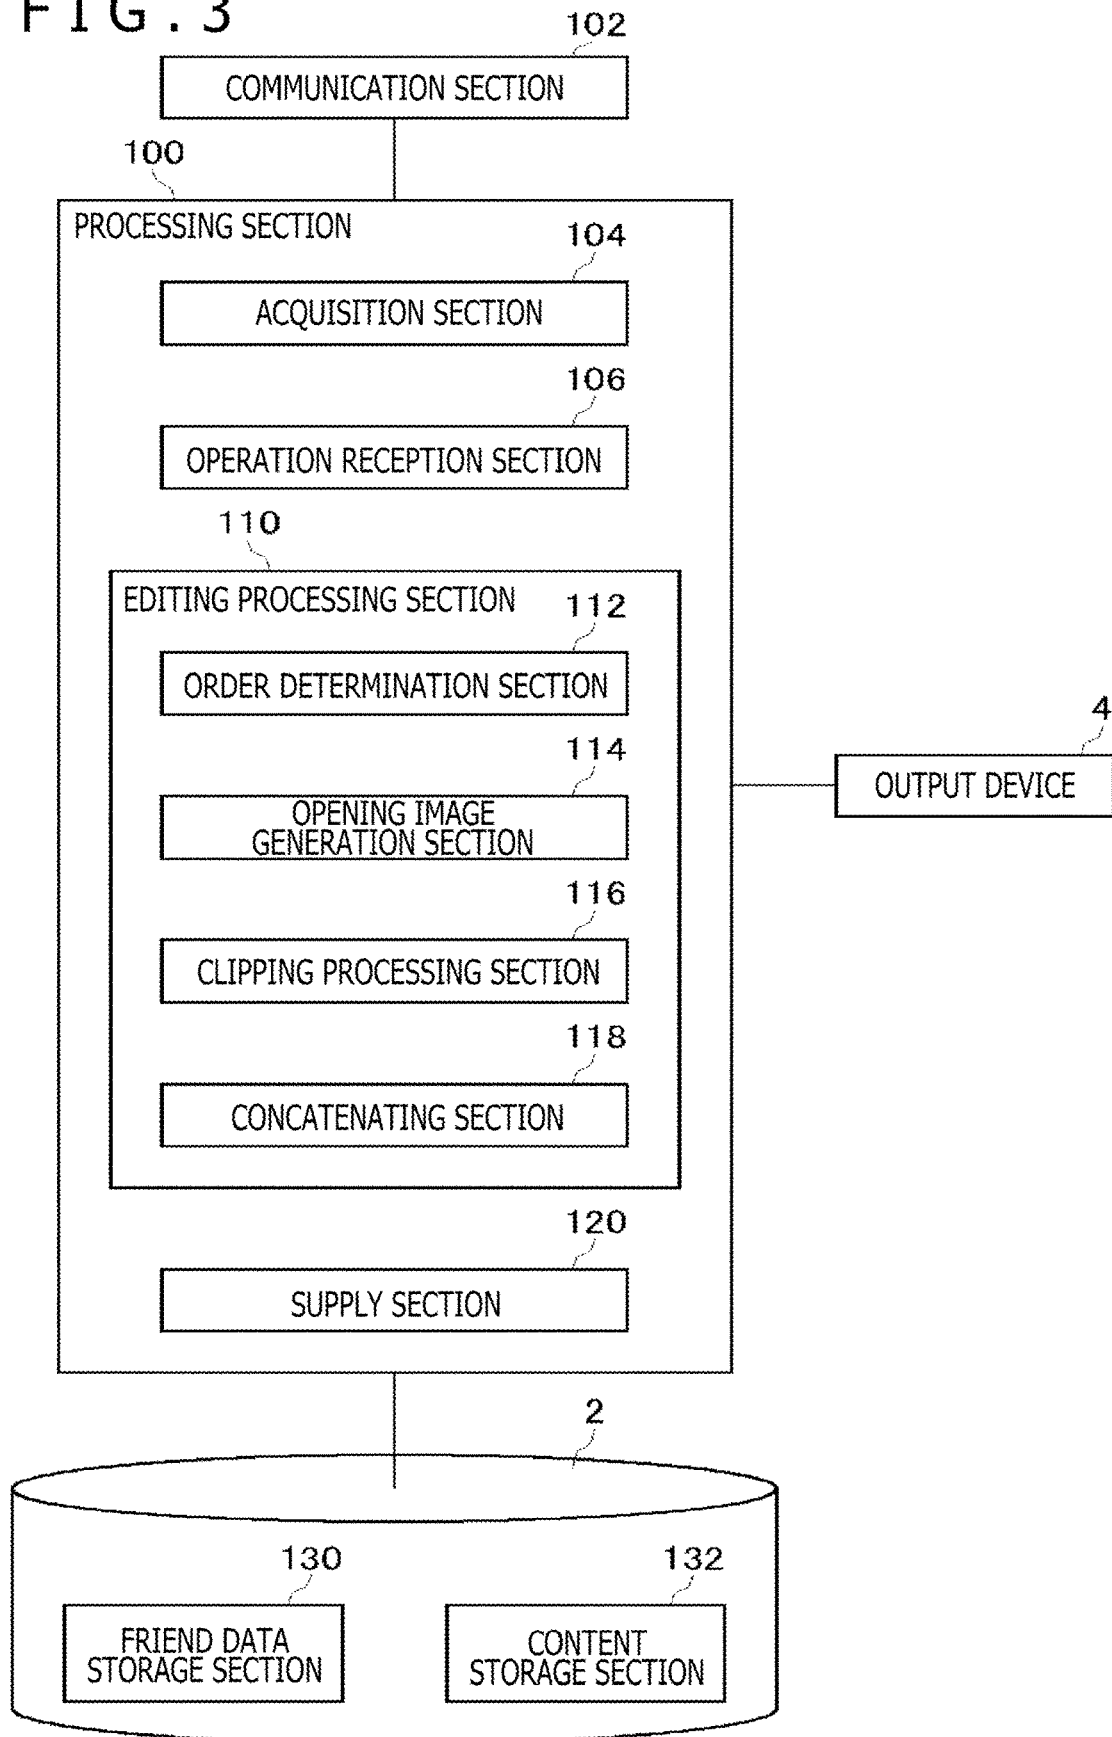 FIG.3
102
COMMUNICATION SECTION
100
PROCESSING SECTION
104
ACQUISITION SECTION
106
OPERATION RECEPTION SECTION
110
EDITING PROCESSING SECTION
112
ORDER DETERMINATION SECTION
114
OPENING IMAGE
GENERATION SECTION
4
OUTPUT DEVICE
116
CLIPPING PROCESSING SECTION
118
CONCATENATING SECTION
120
SUPPLY SECTION
2
130
FRIEND DATA
STORAGE SECTION
132
CONTENT
STORAGE SECTION